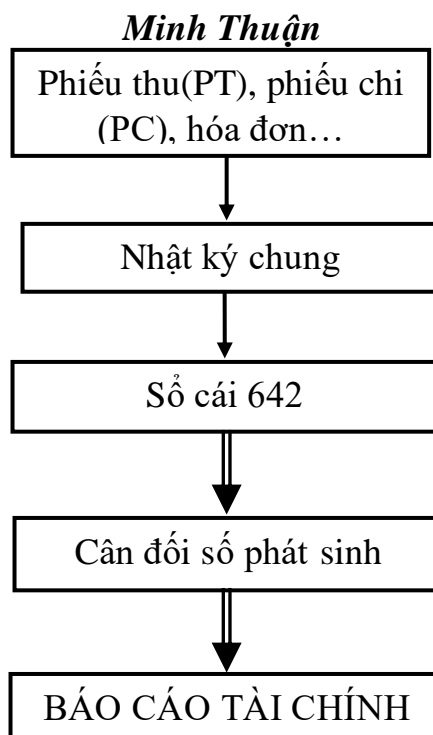 Minh Thuận
Phiếu thu(PT), phiếu chi
(PC), hóa đơn…
Nhật ký chung
Sổ cái 642
Cân đối số phát sinh
BÁO CÁO TÀI CHÍNH